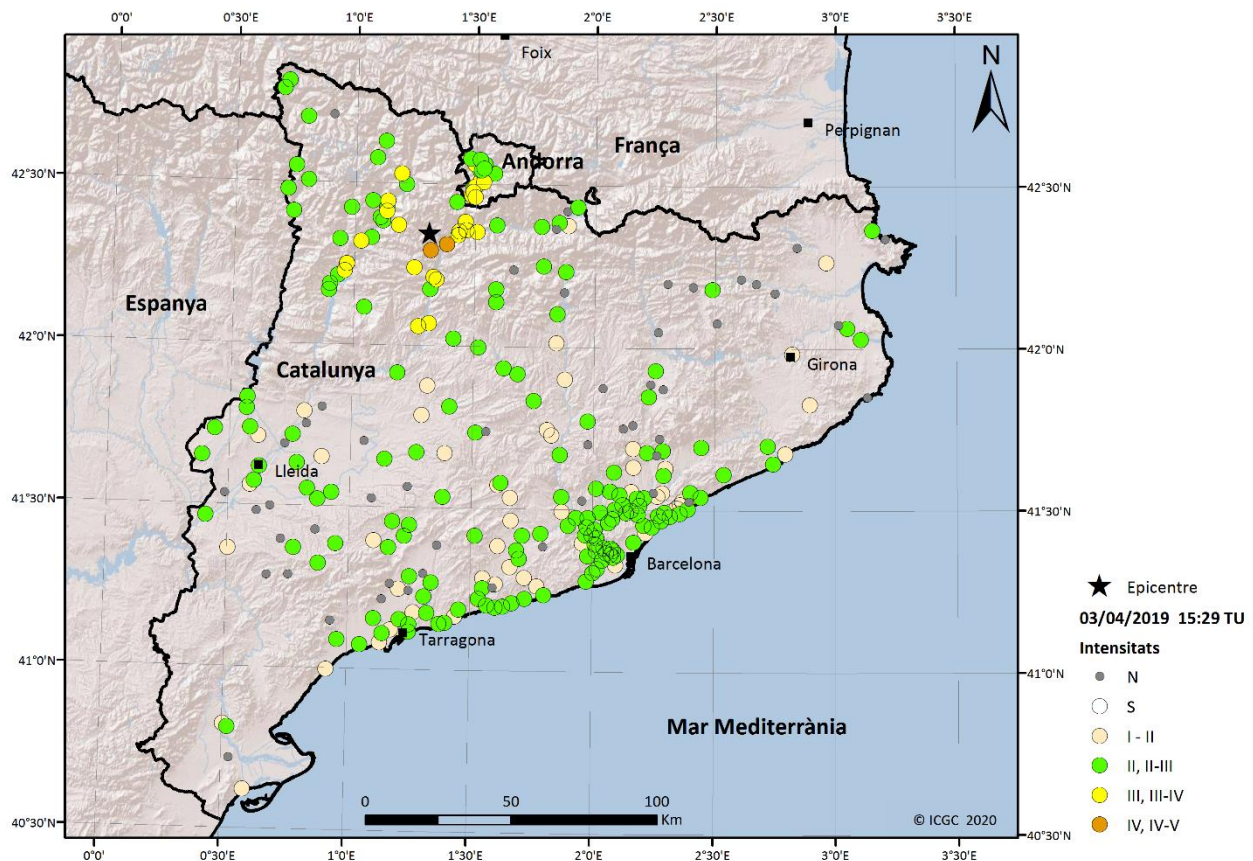 0°0'E 0°30'E 1°0'E 1°30'E 2°0'E 2°30'E 3°0'E 3°30'E
Foix
N
Perpignan
França
Andorra
42°30'N 42°30'N
Espanya
42°0'N 42°0'N
Girona
Catalunya
Lleida
41°30'N 41°30'N
Barcelona
Epicentre
03/04/2019 15:29 TU
Tarragona
Intensitats
41°0'N 41°0'N
N
S
Mar Mediterrània
I - II
II, II-III
III, III-IV
0 50 100
Km
© ICGC 2020
IV, IV-V
40°30'N 40°30'N
0°0' 0°30'E 1°0'E 1°30'E 2°0'E 2°30'E 3°0'E 3°30'E